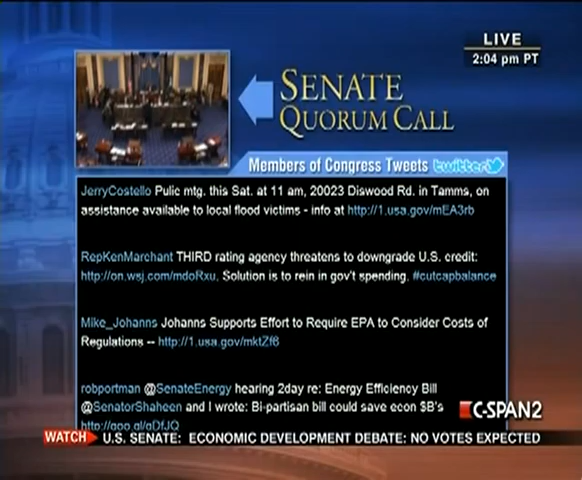 LIVE
2:04 pm PT
SENATE
QUORUM CALL
Members of Congress Tweets twitter
JerryCostello Pulic mtg. this Sat. at 11 am, 20023 Diswood Rd. in Tamms, on
assistance available to local flood victims - info at http://1.usa.gov/mEA3rb
RepKenMarchant THIRD rating agency threatens to downgrade U.S. credit:
http://on.wsj.com/mdoRxu. Solution is to rein in gov't spending. #cutcapbalance
Mike_Johanns Johanns Supports Effort to Require EPA to Consider Costs of
Regulations -- http://1.usa.gov/mktZf6
robportman @SenateEnergy hearing 2day re: Energy Efficiency Bill
@SenatorShaheen and I wrote: Bi-partisan bill could save econ $B's
http://goo.gl/gDfJQ
C-SPAN2
WATCH U.S. SENATE: ECONOMIC DEVELOPMENT DEBATE: NO VOTES EXPECTED